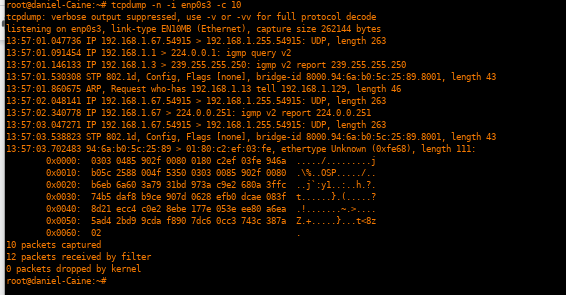 root@daniel-Caine:~# tcpdump -n -i enp0s3 -c 10
tcpdump: verbose output suppressed, use -v or -vv for full protocol decode
listening on enp0s3, link-type EN10MB (Ethernet), capture size 262144 bytes
13:57:01.047736 IP 192.168.1.67.54915 > 192.168.1.255.54915: UDP, length 263
13:57:01.091454 IP 192.168.1.1 > 224.0.0.1: igmp query v2
13:57:01.146133 IP 192.168.1.3 > 239.255.255.250: igmp v2 report 239.255.255.250
13:57:01.530308 STP 802.1d, Config, Flags [none], bridge-id 8000.94:6a:b0:5c:25:89.8001, length 43
13:57:01.860675 ARP, Request who-has 192.168.1.13 tell 192.168.1.129, length 46
13:57:02.048141 IP 192.168.1.67.54915 > 192.168.1.255.54915: UDP, length 263
13:57:02.340778 IP 192.168.1.67 > 224.0.0.251: igmp v2 report 224.0.0.251
13:57:03.047271 IP 192.168.1.67.54915 > 192.168.1.255.54915: UDP, length 263
13:57:03.538823 STP 802.1d, Config, Flags [none], bridge-id 8000.94:6a:b0:5c:25:89.8001, length 43
13:57:03.702483 94:6a:b0:5c:25:89 > 01:80:c2:ef:03:fe, ethertype Unknown (0xfe68), length 111:
0x0000: 0303 0485 902f 0080 0180 c2ef 03fe 946a ...../.........j
0x0010: b05c 2588 004f 5350 0303 0085 902f 0080 .\%..OSP...../..
0x0020: b6eb 6a60 3a79 31bd 973a c9e2 680a 3ffc ..j`:y1..:..h.?.
0x0030: 74b5 daf8 b9ce 907d 0628 efb0 dcae 083f t......}.(.....?
0x0040: 8d21 ecc4 c0e2 8ebe 177e 053e ee80 a6ea .!.......~.>....
0x0050: 5ad4 2bd9 9cda f890 7dc6 0cc3 743c 387a Z.+.....}...t<8z
0x0060: 02 .
10 packets captured
12 packets received by filter
0 packets dropped by kernel
root@daniel-Caine:~#